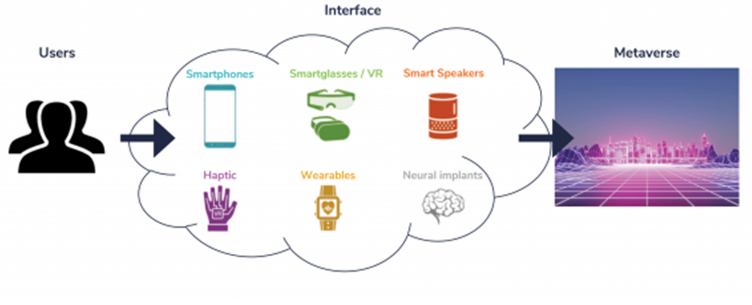 Interface
Users
Metaverse
Smartphones
Smartglasses / VR
Smart Speakers
Haptic
Wearables
Neural implants